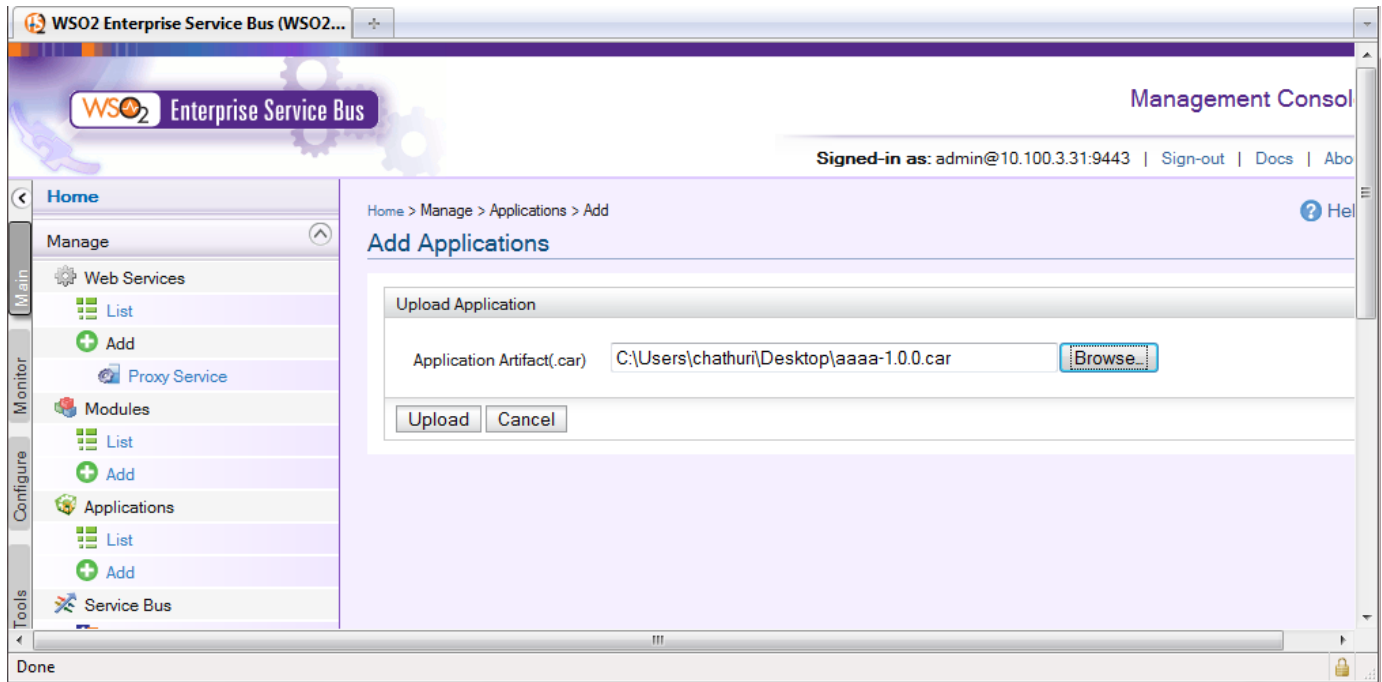 WSO2 Enterprise Service Bus (WSO2...
WSO2 Enterprise Service Bus
Management Consol
Signed-in as: admin@10.100.3.31:9443 | Sign-out | Docs | Abo
Home
Manage
Web Services
List
Add
Proxy Service
Modules
List
Add
Applications
List
Add
Service Bus
Main
Monitor
Configure
Tools
Home > Manage > Applications > Add
Hel
Add Applications
Upload Application
Application Artifact(.car) C:\Users\chathuri\Desktop\aaaa-1.0.0.car Browse...
Upload Cancel
Done